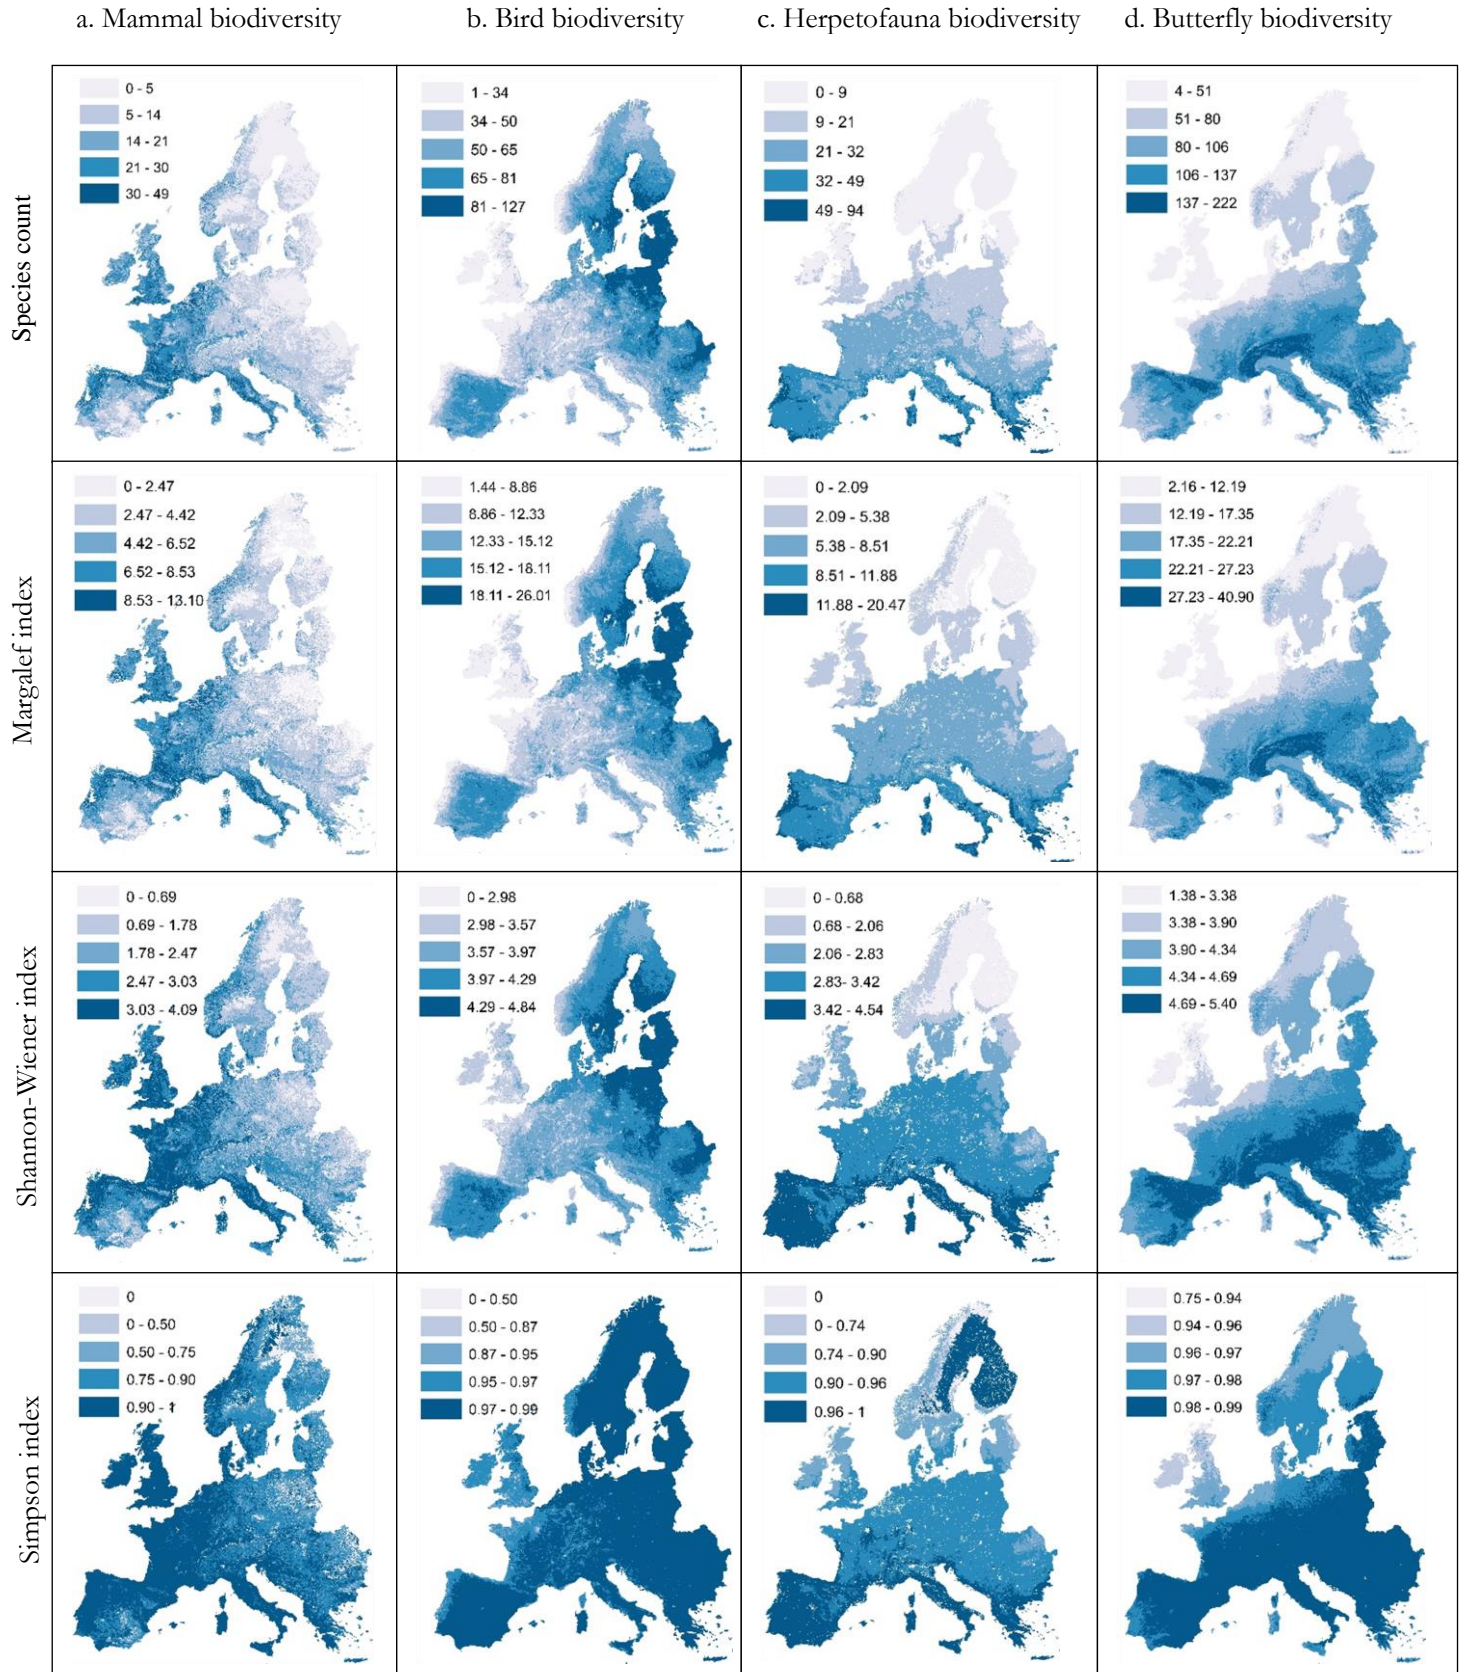 a. Mammal biodiversity
b. Bird biodiversity
c. Herpetofauna biodiversity
d. Butterfly biodiversity
Species count
0 - 5
5 - 14
14 - 21
21 - 30
30 - 49
1 - 34
34 - 50
50 - 65
65 - 81
81 - 127
0 - 9
9 - 21
21 - 32
32 - 49
49 - 94
4 - 51
51 - 80
80 - 106
106 - 137
137 - 222
Margalef index
0 - 2.47
2.47 - 4.42
4.42 - 6.52
6.52 - 8.53
8.53 - 13.10
1.44 - 8.86
8.86 - 12.33
12.33 - 15.12
15.12 - 18.11
18.11 - 26.01
0 - 2.09
2.09 - 5.38
5.38 - 8.51
8.51 - 11.88
11.88 - 20.47
2.16 - 12.19
12.19 - 17.35
17.35 - 22.21
22.21 - 27.23
27.23 - 40.90
Shannon-Wiener index
0 - 0.69
0.69 - 1.78
1.78 - 2.47
2.47 - 3.03
3.03 - 4.09
0 - 2.98
2.98 - 3.57
3.57 - 3.97
3.97 - 4.29
4.29 - 4.84
0 - 0.68
0.68 - 2.06
2.06 - 2.83
2.83- 3.42
3.42 - 4.54
1.38 - 3.38
3.38 - 3.90
3.90 - 4.34
4.34 - 4.69
4.69 - 5.40
Simpson index
0
0 - 0.50
0.50 - 0.75
0.75 - 0.90
0.90 - 1
0 - 0.50
0.50 - 0.87
0.87 - 0.95
0.95 - 0.97
0.97 - 0.99
0
0 - 0.74
0.74 - 0.90
0.90 - 0.96
0.96 - 1
0.75 - 0.94
0.94 - 0.96
0.96 - 0.97
0.97 - 0.98
0.98 - 0.99